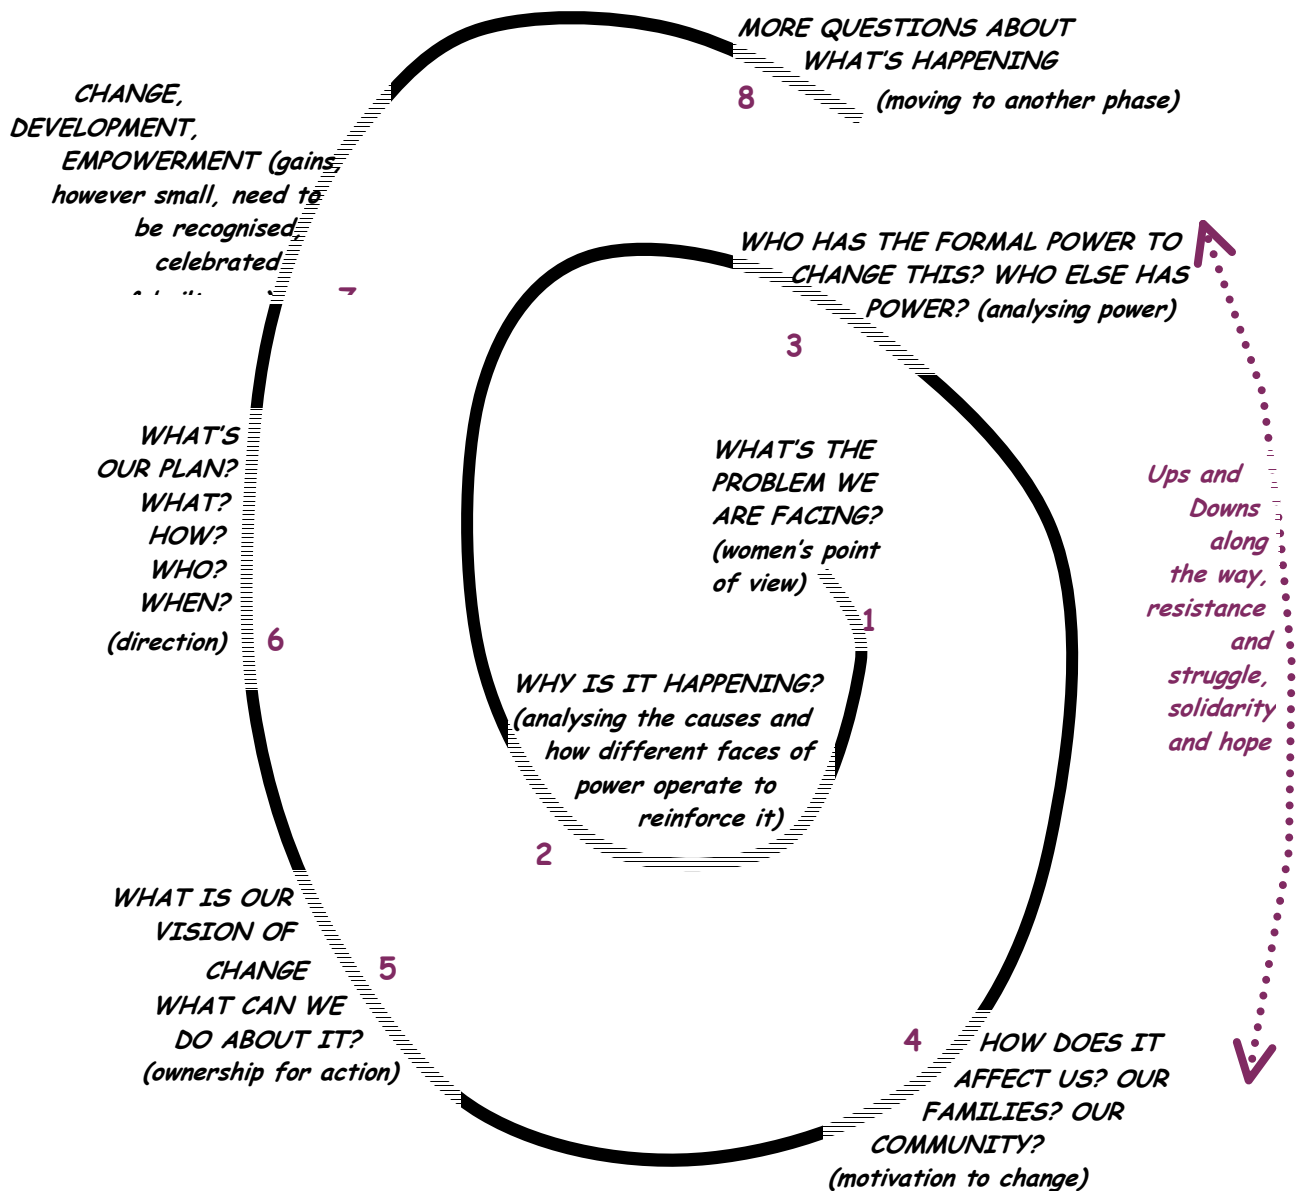 MORE QUESTIONS ABOUT
WHAT'S HAPPENING
(moving to another phase)
8
CHANGE,
DEVELOPMENT,
EMPOWERMENT (gains,
however small, need to
be recognised,
celebrated
7
WHO HAS THE FORMAL POWER TO
CHANGE THIS? WHO ELSE HAS
POWER? (analysing power)
3
WHAT'S
OUR PLAN?
WHAT?
HOW?
WHO?
WHEN?
(direction)
6
WHAT'S THE
PROBLEM WE
ARE FACING?
(women's point
of view)
1
Ups and
Downs
along
the way,
resistance
and
struggle,
solidarity
and hope
WHY IS IT HAPPENING?
(analysing the causes and
how different faces of
power operate to
reinforce it)
2
WHAT IS OUR
VISION OF
CHANGE
WHAT CAN WE
DO ABOUT IT?
(ownership for action)
5
4
HOW DOES IT
AFFECT US? OUR
FAMILIES? OUR
COMMUNITY?
(motivation to change)